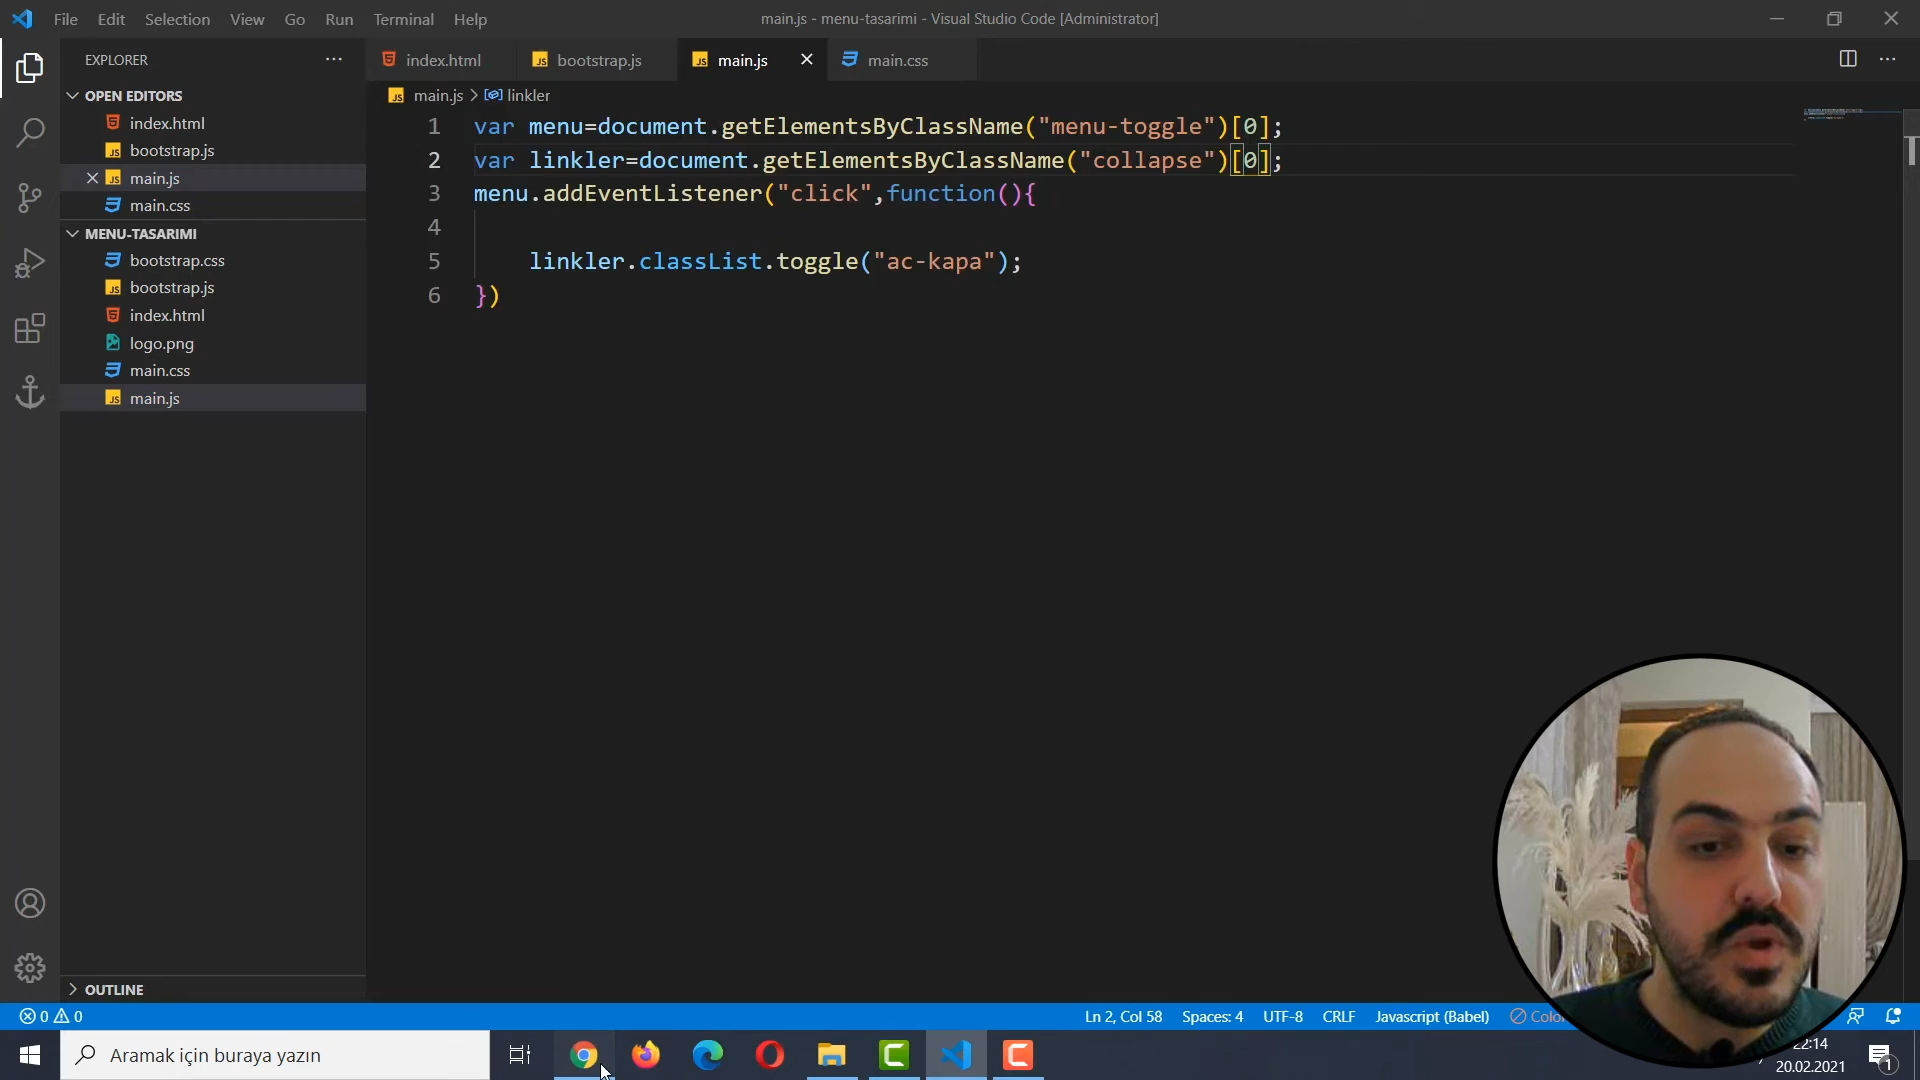 File Edit Selection View Go Run Terminal Help
main.js - menu-tasarimi - Visual Studio Code [Administrator]
EXPLORER
index.html
bootstrap.js
main.js
main.css
OPEN EDITORS
index.html
bootstrap.js
main.js
main.css
MENU-TASARIMI
bootstrap.css
bootstrap.js
index.html
logo.png
main.css
main.js
OUTLINE
main.js > linkler
1 var menu=document.getElementsByClassName("menu-toggle")[0];
2 var linkler=document.getElementsByClassName("collapse")[0];
3 menu.addEventListener("click",function(){
4
5 linkler.classList.toggle("ac-kapa");
6 })
0 0
Ln 2, Col 58 Spaces: 4 UTF-8 CRLF Javascript (Babel)
Aramak için buraya yazın
22:14
20.02.2021
1